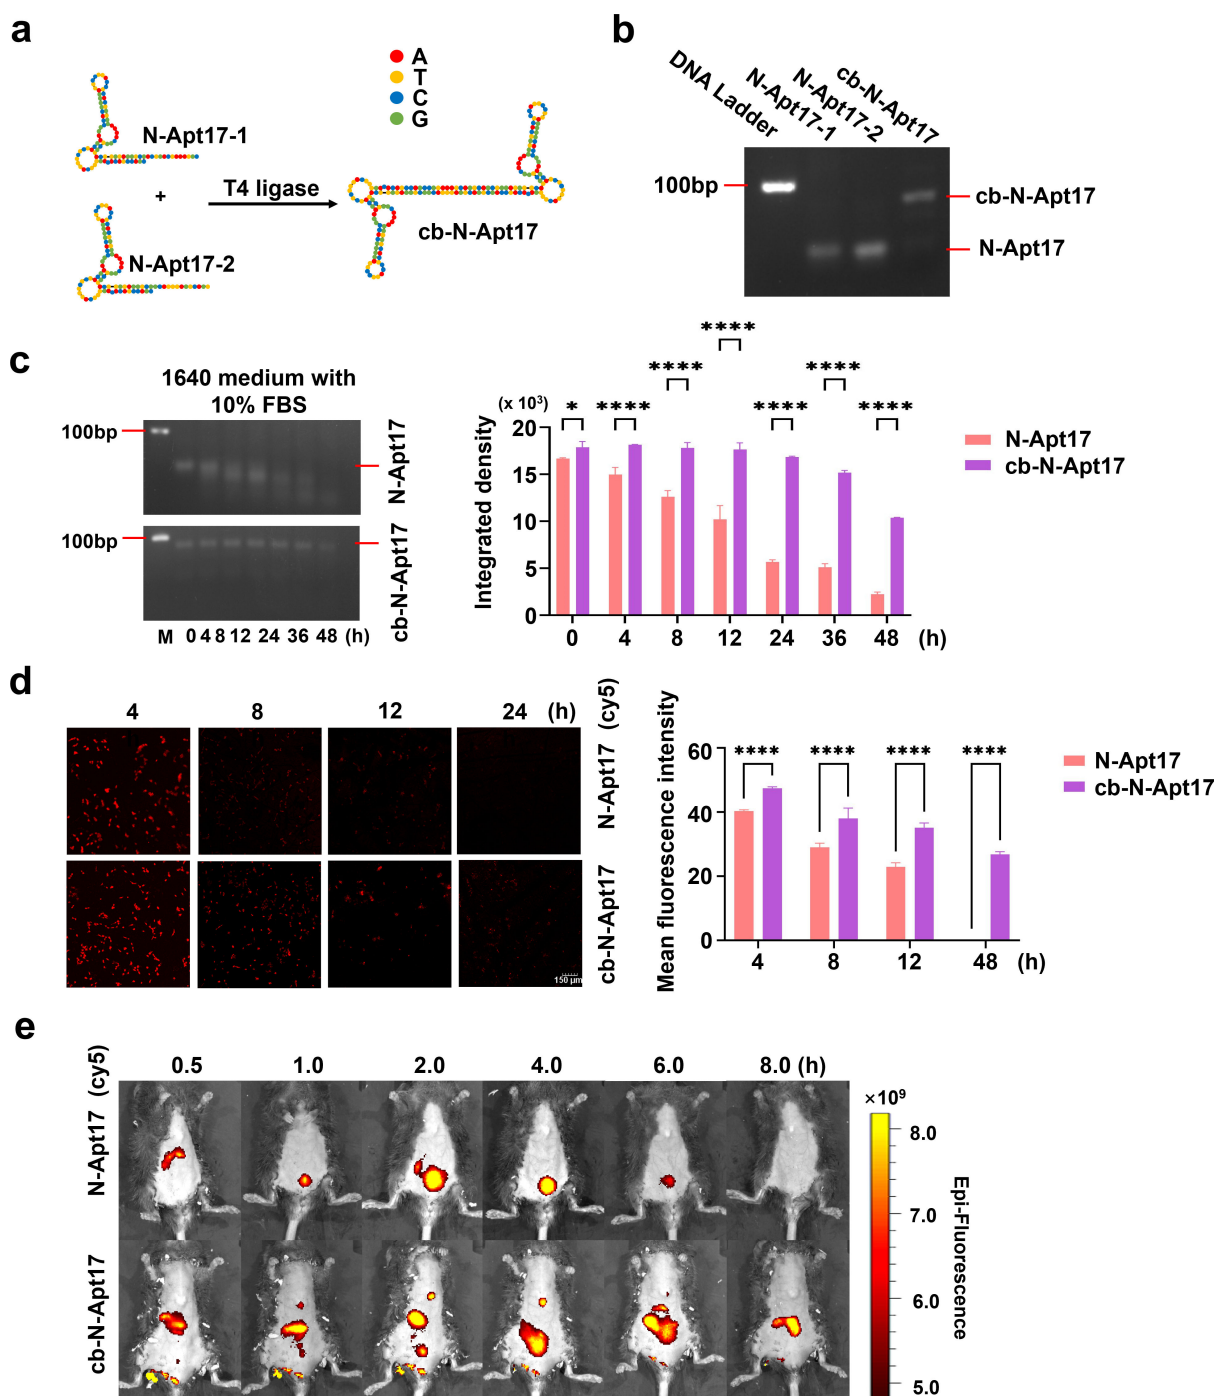 a
A
T
C
G
N-Apt17-1
+
T4 ligase
N-Apt17-2
cb-N-Apt17
b
DNA Ladder
N-Apt17-1
N-Apt17-2
cb-N-Apt17
100bp
cb-N-Apt17
N-Apt17
c
1640 medium with
10% FBS
100bp
N-Apt17
100bp
cb-N-Apt17
M 0 4 8 12 24 36 48 (h)
(x 10³)
Integrated density
20
15
10
5
0
* **** **** **** **** **** ****
0 4 8 12 24 36 48 (h)
N-Apt17
cb-N-Apt17
d
4 8 12 24 (h)
N-Apt17 (cy5)
cb-N-Apt17
150 μm
Mean fluorescence intensity
60
40
20
0
**** **** **** ****
4 8 12 48 (h)
N-Apt17
cb-N-Apt17
e
0.5 1.0 2.0 4.0 6.0 8.0 (h)
N-Apt17 (cy5)
cb-N-Apt17
×10⁹
8.0
7.0
6.0
5.0
Epi-Fluorescence